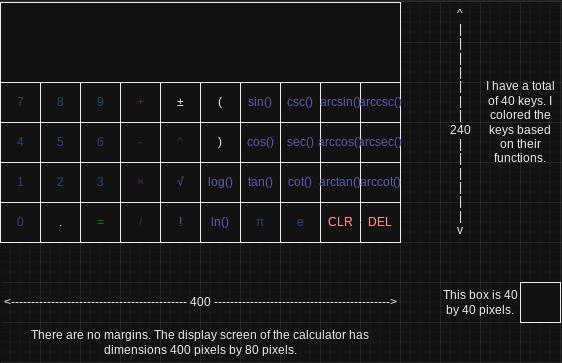 7 8 9 + ± ( sin() csc() arcsin() arccsc()
4 5 6 - ^ ) cos() sec() arccos() arcsec()
1 2 3 × √ log() tan() cot() arctan() arccot()
0 . = / ! ln() π e CLR DEL
^
|
|
|
|
|
|
|
240
|
|
|
|
|
|
v
I have a total
of 40 keys. I
colored the
keys based
on their
functions.
<-------------------------------------------- 400 -------------------------------------------->
There are no margins. The display screen of the calculator has
dimensions 400 pixels by 80 pixels.
This box is 40
by 40 pixels.